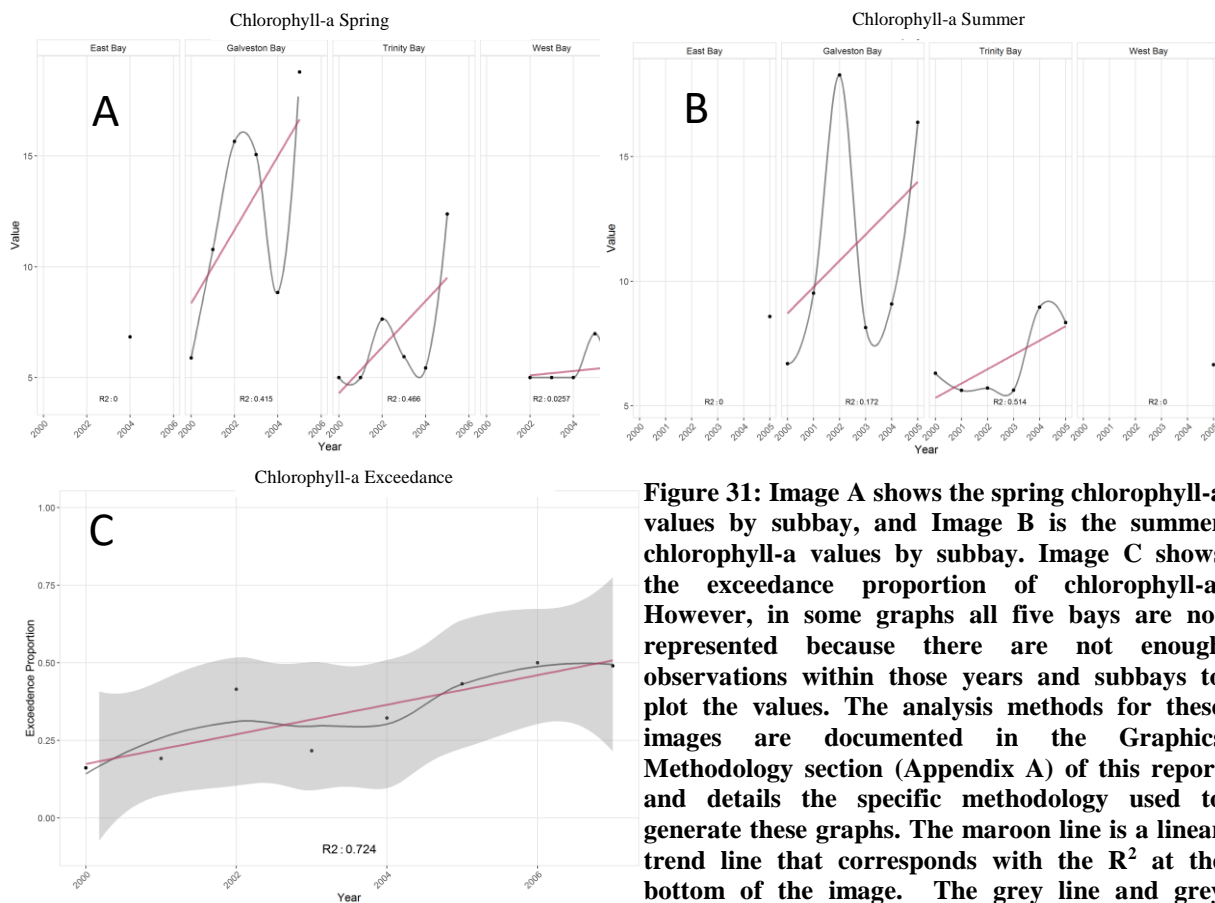 Chlorophyll-a Spring
East Bay
Galveston Bay
Trinity Bay
West Bay
A
Value
15
10
5
R2 : 0
R2 : 0.415
R2 : 0.466
R2 : 0.0257
2000 2002 2004 2006
2000 2002 2004 2006
2000 2002 2004 2006
2000 2002 2004
Year
Chlorophyll-a Summer
East Bay
Galveston Bay
Trinity Bay
West Bay
B
Value
15
10
5
R2 : 0
R2 : 0.172
R2 : 0.514
R2 : 0
2000 2001 2002 2003 2004 2005
2000 2001 2002 2003 2004 2005
2000 2001 2002 2003 2004 2005
2000 2001 2002 2003 2004 2005
Year
Chlorophyll-a Exceedance
C
Exceedence Proportion
1.00
0.75
0.50
0.25
0.00
R2 : 0.724
2000 2002 2004 2006
Year
Figure 31: Image A shows the spring chlorophyll-a
values by subbay, and Image B is the summer
chlorophyll-a values by subbay. Image C shows
the exceedance proportion of chlorophyll-a
However, in some graphs all five bays are no
represented because there are not enough
observations within those years and subbays to
plot the values. The analysis methods for these
images are documented in the Graphics
Methodology section (Appendix A) of this repor
and details the specific methodology used to
generate these graphs. The maroon line is a linear
trend line that corresponds with the R² at the
bottom of the image. The grey line and grey